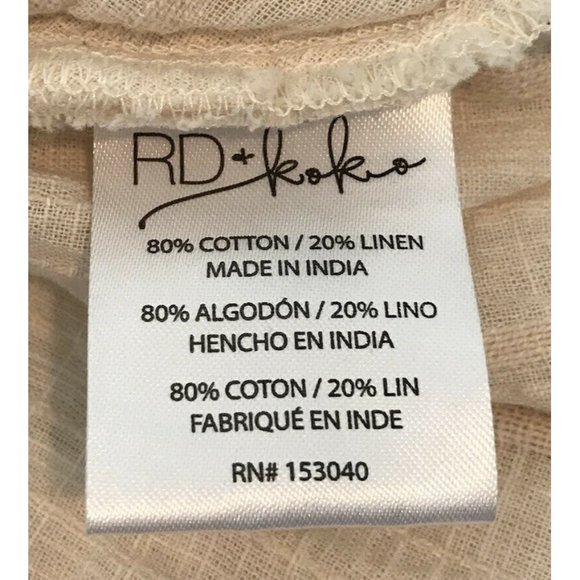 RD + koko
80% COTTON / 20% LINEN
MADE IN INDIA
80% ALGODÓN / 20% LINO
HENCHO EN INDIA
80% COTON / 20% LIN
FABRIQUÉ EN INDE
RN# 153040